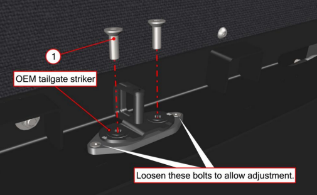 1
OEM tailgate striker
Loosen these bolts to allow adjustment.